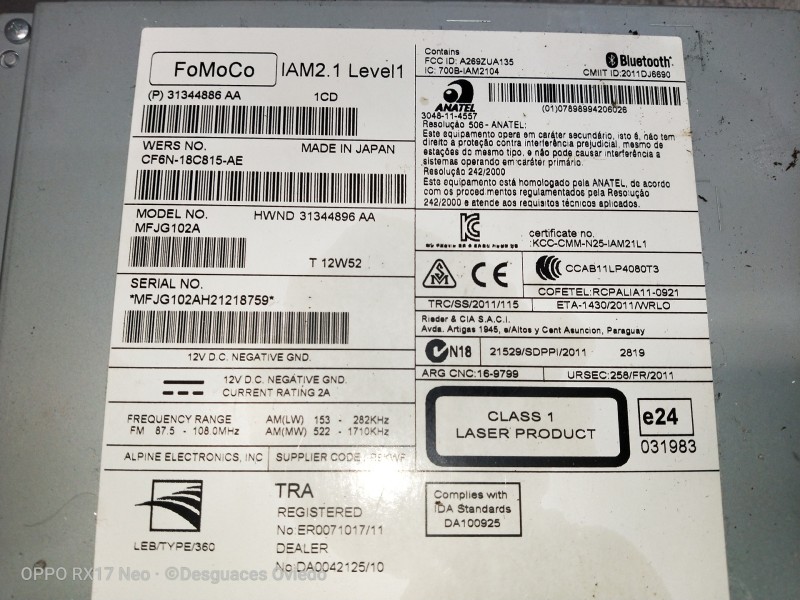 FoMoCo
IAM2.1 Level1
(P) 31344886 AA 1CD
WERS NO. MADE IN JAPAN
CF6N-18C815-AE
MODEL NO. HWND 31344896 AA
MFJG102A
T 12W52
SERIAL NO.
*MFJG102AH21218759*
12V D.C. NEGATIVE GND.
12V D.C. NEGATIVE GND.
CURRENT RATING 2A
FREQUENCY RANGE AM(LW) 153 - 282KHz
FM 87.5 - 108.0MHz AM(MW) 522 - 1710KHz
ALPINE ELECTRONICS, INC SUPPLIER CODE
LEB/TYPE/360
TRA
REGISTERED
No:ER0071017/11
DEALER
No:DA0042125/10
Contains
FCC ID: A269ZUA135
IC: 700B-IAM2104
Bluetooth
CMIIT ID:2011DJ6690
ANATEL
3048-11-4557
(01)07898994206026
Resolução 506 - ANATEL:
Este equipamento opera em caráter secundário, isto é, não tem
direito a proteção contra interferência prejudicial, mesmo de
estações do mesmo tipo, e não pode causar interferência a
sistemas operando em caráter primário.
Resolução 242/2000
Este equipamento está homologado pela ANATEL, de acordo
com os procedimentos regulamentados pela Resolução
242/2000 e atende aos requisitos técnicos aplicados.
certificate no.
:KCC-CMM-N25-IAM21L1
CE
CCAB11LP4080T3
COFETEL:RCPALIA11-0921
TRC/SS/2011/115 ETA-1430/2011/WRLO
Rieder & CIA S.A.C.I.
Avda. Artigas 1945, e/Altos y Cent Asuncion, Paraguay
N18 21529/SDPPI/2011 2819
ARG CNC:16-9799 URSEC:258/FR/2011
CLASS 1
LASER PRODUCT
e24
031983
Complies with
IDA Standards
DA100925
OPPO RX17 Neo · ©Desguaces Oviedo